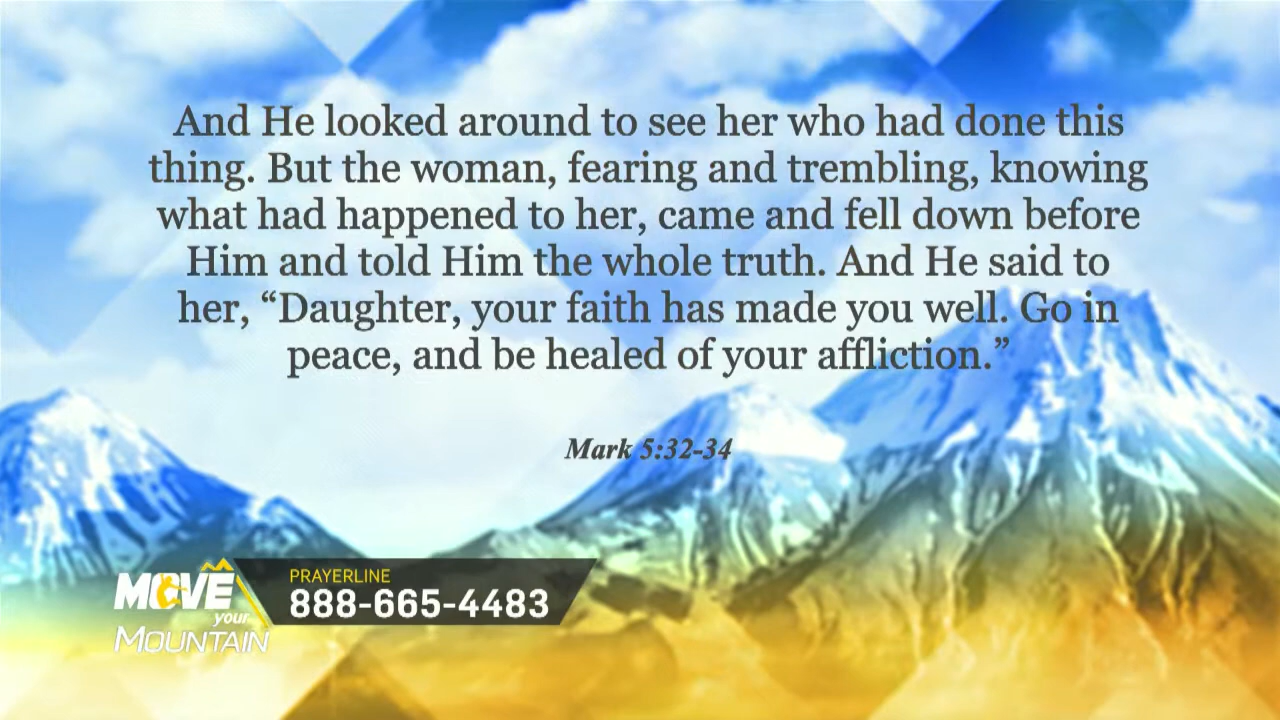 And He looked around to see her who had done this
thing. But the woman, fearing and trembling, knowing
what had happened to her, came and fell down before
Him and told Him the whole truth. And He said to
her, “Daughter, your faith has made you well. Go in
peace, and be healed of your affliction.”
Mark 5:32-34
MOVE
your
MOUNTAIN
PRAYERLINE
888-665-4483